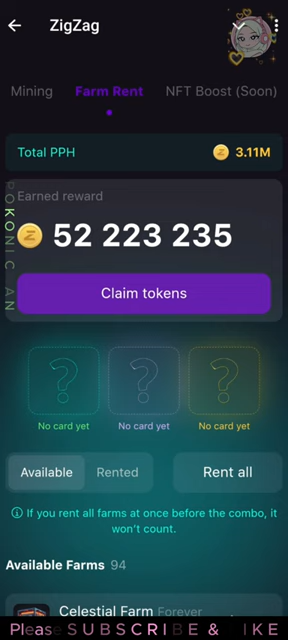 ZigZag
Mining
Farm Rent
NFT Boost (Soon)
Total PPH
3.11M
Earned reward
52 223 235
Claim tokens
No card yet
No card yet
No card yet
Available
Rented
Rent all
If you rent all farms at once before the combo, it
won't count.
Available Farms 94
Celestial Farm Forever
Please SUBSCRIBE & LIKE